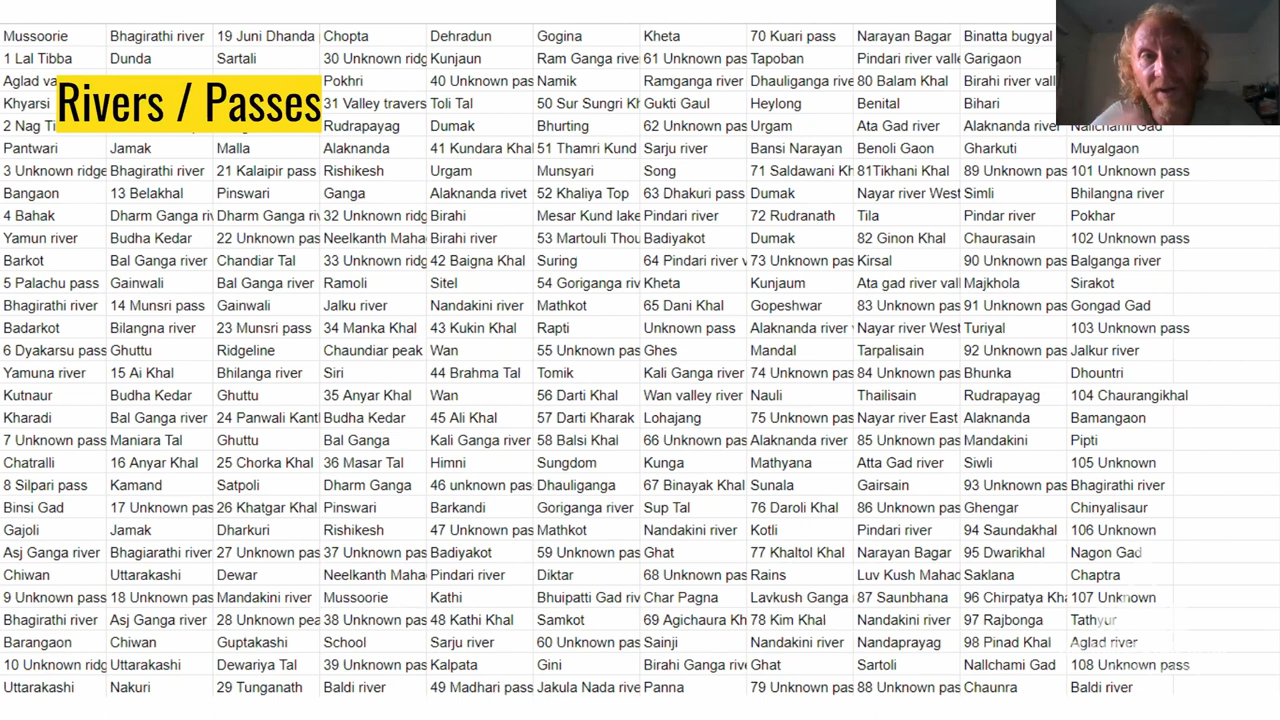 Mussoorie Bhagirathi river 19 Juni Dhanda Chopta Dehradun Gogina Kheta 70 Kuari pass Narayan Bagar Binatta bugyal
1 Lal Tibba Dunda Sartali 30 Unknown ridg Kunjaun Ram Ganga rive 61 Unknown pas Tapoban Pindari river valle Garigaon
Aglad va Pokhri 40 Unknown pas Namik Ramganga river Dhauliganga rive 80 Balam Khal Birahi river vall
Rivers / Passes
Khyarsi 31 Valley travers Toli Tal 50 Sur Sungri Kh Gukti Gaul Heylong Benital Bihari
2 Nag Ti Rudrapayag Dumak Bhurting 62 Unknown pas Urgam Ata Gad river Alaknanda river Nallchami Gad
Pantwari Jamak Malla Alaknanda 41 Kundara Khal 51 Thamri Kund Sarju river Bansi Narayan Benoli Gaon Gharkuti Muyalgaon
3 Unknown ridge Bhagirathi river 21 Kalaipir pass Rishikesh Urgam Munsyari Song 71 Saldawani Kh 81Tikhani Khal 89 Unknown pas 101 Unknown pass
Bangaon 13 Belakhal Pinswari Ganga Alaknanda rivet 52 Khaliya Top 63 Dhakuri pass Dumak Nayar river West Simli Bhilangna river
4 Bahak Dharm Ganga riv Dharm Ganga riv 32 Unknown ridg Birahi Mesar Kund lake Pindari river 72 Rudranath Tila Pindar river Pokhar
Yamun river Budha Kedar 22 Unknown pas Neelkanth Maha Birahi river 53 Martouli Thou Badiyakot Dumak 82 Ginon Khal Chaurasain 102 Unknown pass
Barkot Bal Ganga river Chandiar Tal 33 Unknown ridg 42 Baigna Khal Suring 64 Pindari river v 73 Unknown pas Kirsal 90 Unknown pas Balganga river
5 Palachu pass Gainwali Bal Ganga river Ramoli Sitel 54 Goriganga riv Kheta Kunjaum Ata gad river vall Majkhola Sirakot
Bhagirathi river 14 Munsri pass Gainwali Jalku river Nandakini river Mathkot 65 Dani Khal Gopeshwar 83 Unknown pas 91 Unknown pas Gongad Gad
Badarkot Bilangna river 23 Munsri pass 34 Manka Khal 43 Kukin Khal Rapti Unknown pass Alaknanda river v Nayar river West Turiyal 103 Unknown pass
6 Dyakarsu pass Ghuttu Ridgeline Chaundiar peak Wan 55 Unknown pas Ghes Mandal Tarpalisain 92 Unknown pas Jalkur river
Yamuna river 15 Ai Khal Bhilanga river Siri 44 Brahma Tal Tomik Kali Ganga river 74 Unknown pas 84 Unknown pas Bhunka Dhountri
Kutnaur Budha Kedar Ghuttu 35 Anyar Khal Wan 56 Darti Khal Wan valley river Nauli Thailisain Rudrapayag 104 Chaurangikhal
Kharadi Bal Ganga river 24 Panwali Kant Budha Kedar 45 Ali Khal 57 Darti Kharak Lohajang 75 Unknown pas Nayar river East Alaknanda Bamangaon
7 Unknown pass Maniara Tal Ghuttu Bal Ganga Kali Ganga river 58 Balsi Khal 66 Unknown pas Alaknanda river 85 Unknown pas Mandakini Pipti
Chatralli 16 Anyar Khal 25 Chorka Khal 36 Masar Tal Himni Sungdom Kunga Mathyana Atta Gad river Siwli 105 Unknown
8 Silpari pass Kamand Satpoli Dharm Ganga 46 unknown pas Dhauliganga 67 Binayak Khal Sunala Gairsain 93 Unknown pas Bhagirathi river
Binsi Gad 17 Unknown pas 26 Khatgar Khal Pinswari Barkandi Goriganga river Sup Tal 76 Daroli Khal 86 Unknown pas Ghengar Chinyalisaur
Gajoli Jamak Dharkuri Rishikesh 47 Unknown pas Mathkot Nandakini river Kotli Pindari river 94 Saundakhal 106 Unknown
Asj Ganga river Bhagiarathi river 27 Unknown pas 37 Unknown pas Badiyakot 59 Unknown pas Ghat 77 Khaltol Khal Narayan Bagar 95 Dwarikhal Nagon Gad
Chiwan Uttarakashi Dewar Neelkanth Maha Pindari river Diktar 68 Unknown pas Rains Luv Kush Mahad Saklana Chaptra
9 Unknown pass 18 Unknown pas Mandakini river Mussoorie Kathi Bhuipatti Gad riv Char Pagna Lavkush Ganga 87 Saunbhana 96 Chirpatya Kha 107 Unknown
Bhagirathi river Asj Ganga river 28 Unknown pea 38 Unknown pas 48 Kathi Khal Samkot 69 Agichaura Kh 78 Kim Khal Nandakini river 97 Rajbonga Tathyur
Barangaon Chiwan Guptakashi School Sarju river 60 Unknown pas Sainji Nandakini river Nandaprayag 98 Pinad Khal Aglad river
10 Unknown ridg Uttarakashi Dewariya Tal 39 Unknown pas Kalpata Gini Birahi Ganga rive Ghat Sartoli Nallchami Gad 108 Unknown pass
Uttarakashi Nakuri 29 Tunganath Baldi river 49 Madhari pass Jakula Nada rive Panna 79 Unknown pas 88 Unknown pas Chaunra Baldi river